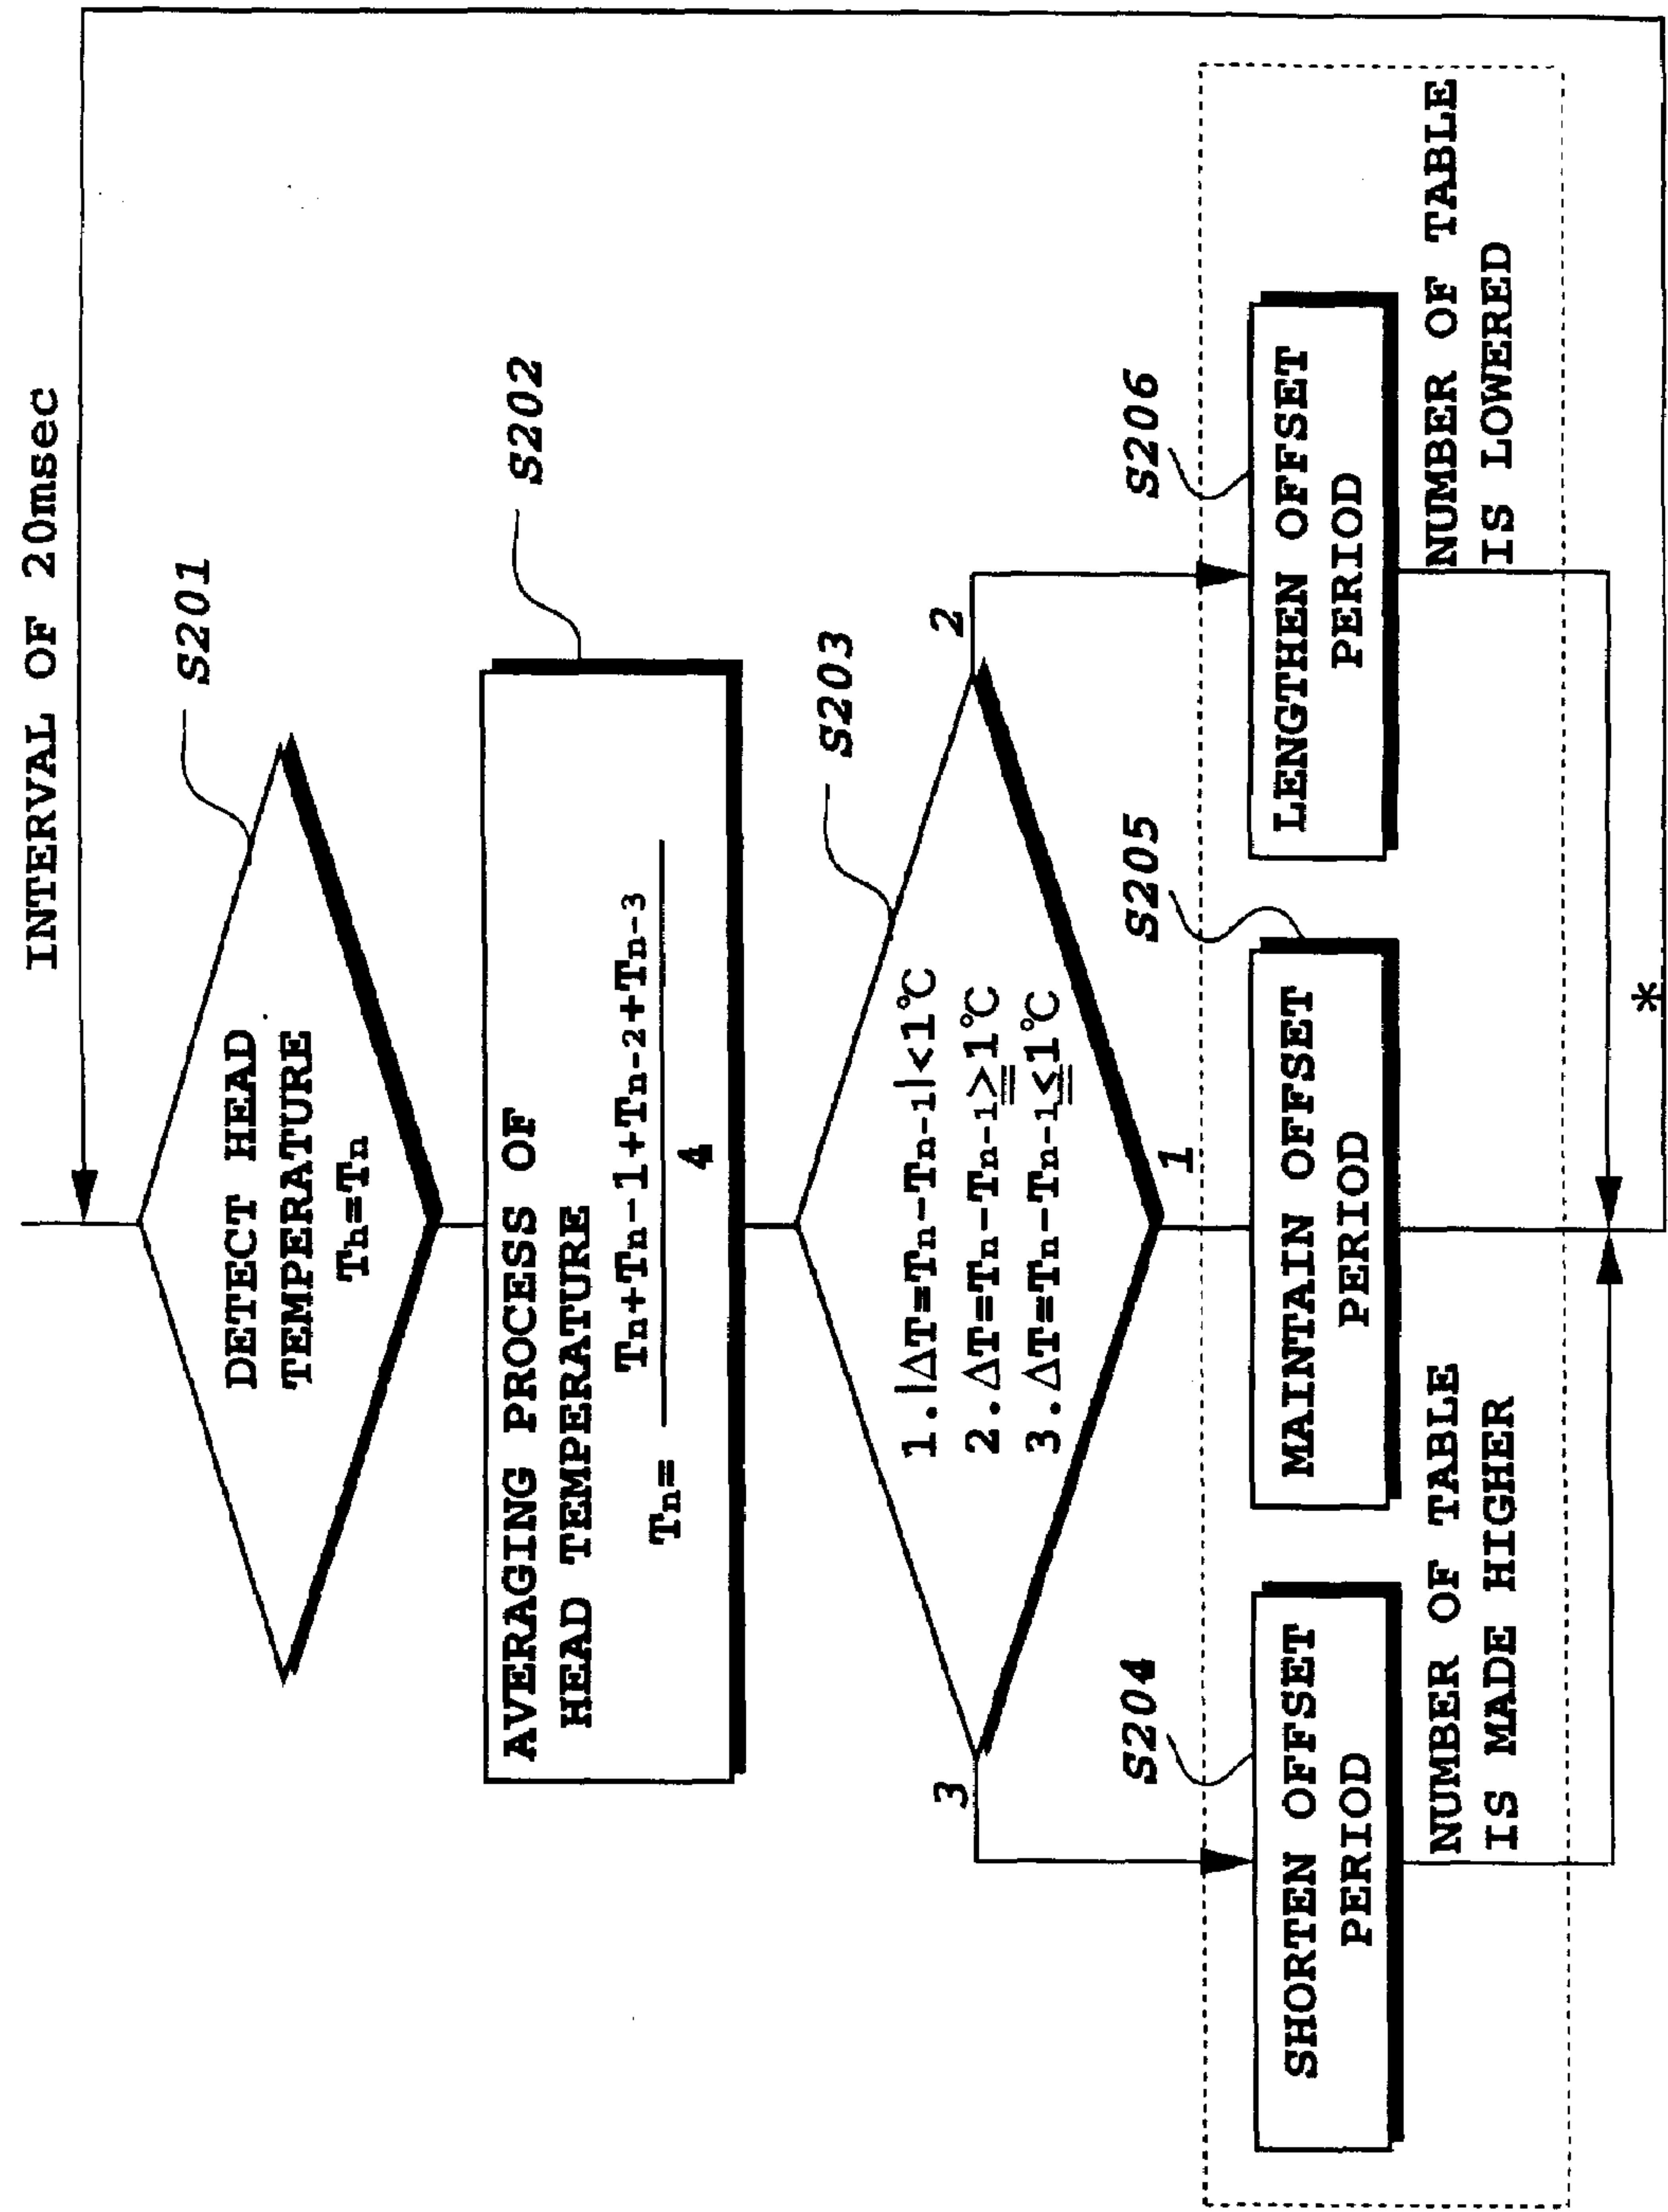 INTERVAL OF 20msec
S201
DETECT HEAD
TEMPERATURE
Th=Tn
S202
AVERAGING PROCESS OF
HEAD TEMPERATURE
Tn+Tn-1+Tn-2+Tn-3
Tn=
4
S203
1.|ΔT=Tn-Tn-1|<1℃
2.ΔT=Tn-Tn-1≧1℃
3.ΔT=Tn-Tn-1≦1℃
3
2
1
S204
S205
S206
SHORTEN OFFSET
PERIOD
MAINTAIN OFFSET
PERIOD
LENGTHEN OFFSET
PERIOD
NUMBER OF TABLE
IS MADE HIGHER
NUMBER OF TABLE
IS LOWERED
*